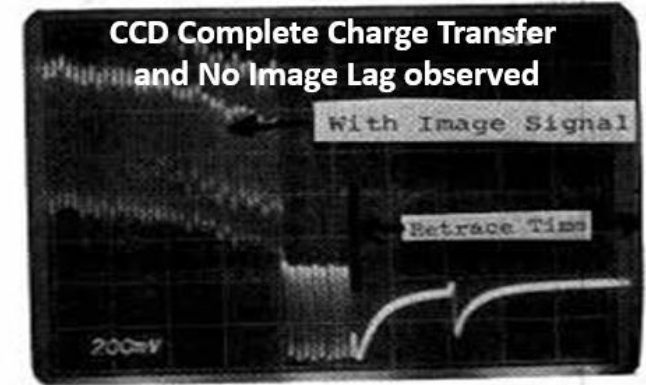 CCD Complete Charge Transfer
and No Image Lag observed
With Image Signal
Retrace Time
200mV